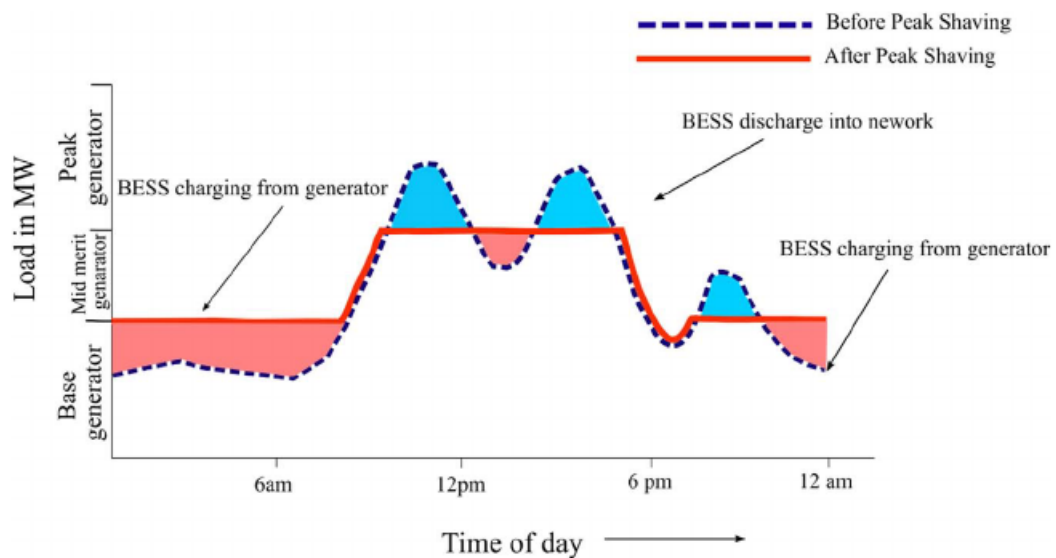 Before Peak Shaving
After Peak Shaving
BESS discharge into nework
BESS charging from generator
BESS charging from generator
Load in MW
Peak
generator
Mid merit
genarator
Base
generator
6am
12pm
6 pm
12 am
Time of day